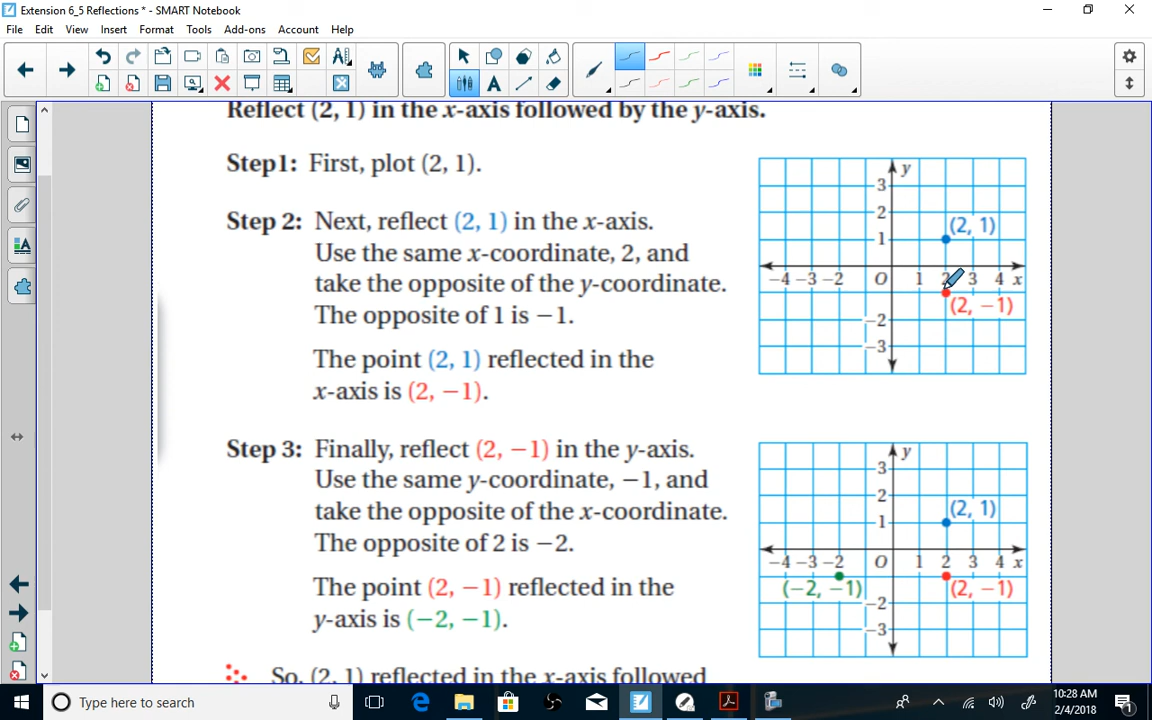 Extension 6_5 Reflections * - SMART Notebook
File Edit View Insert Format Tools Add-ons Account Help
Reflect (2, 1) in the x-axis followed by the y-axis.
Step1: First, plot (2, 1).
Step 2: Next, reflect (2, 1) in the x-axis.
Use the same x-coordinate, 2, and
take the opposite of the y-coordinate.
The opposite of 1 is −1.
The point (2, 1) reflected in the
x-axis is (2, −1).
y
3
2
(2, 1)
1
−4 −3 −2 O 1 2 3 4 x
(2, −1)
−2
−3
Step 3: Finally, reflect (2, −1) in the y-axis.
Use the same y-coordinate, −1, and
take the opposite of the x-coordinate.
The opposite of 2 is −2.
The point (2, −1) reflected in the
y-axis is (−2, −1).
y
3
2
(2, 1)
1
−4 −3 −2 O 1 2 3 4 x
(−2, −1) (2, −1)
−2
−3
So, (2, 1) reflected in the x-axis followed
Type here to search
10:28 AM
2/4/2018
1